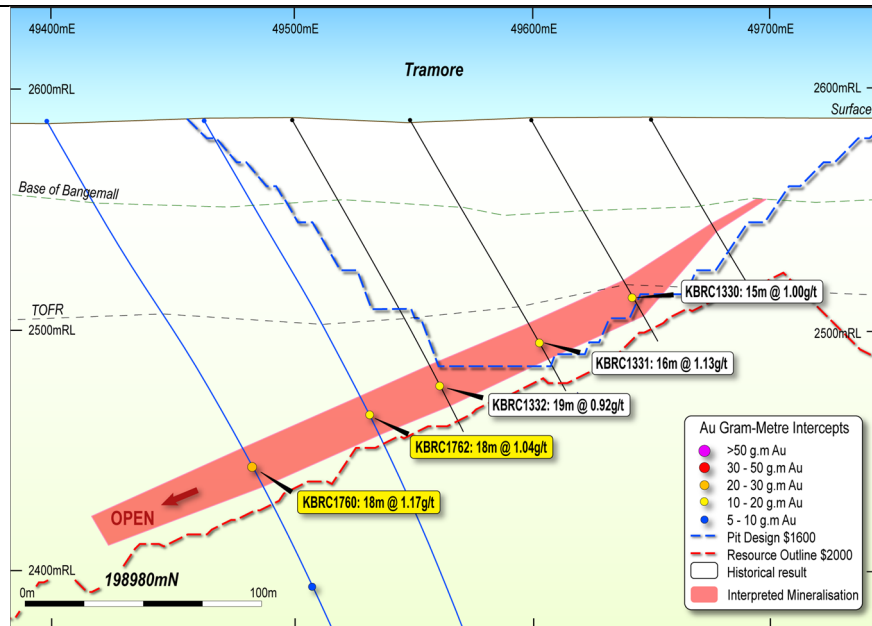 49400mE
49500mE
49600mE
49700mE
Tramore
2600mRL
2600mRL
Surface
Base of Bangemall
TOFR
2500mRL
2500mRL
KBRC1330: 15m @ 1.00g/t
KBRC1331: 16m @ 1.13g/t
KBRC1332: 19m @ 0.92g/t
KBRC1762: 18m @ 1.04g/t
KBRC1760: 18m @ 1.17g/t
OPEN
2400mRL
198980mN
0m
100m
Au Gram-Metre Intercepts
>50 g.m Au
30 - 50 g.m Au
20 - 30 g.m Au
10 - 20 g.m Au
5 - 10 g.m Au
Pit Design $1600
Resource Outline $2000
Historical result
Interpreted Mineralisation